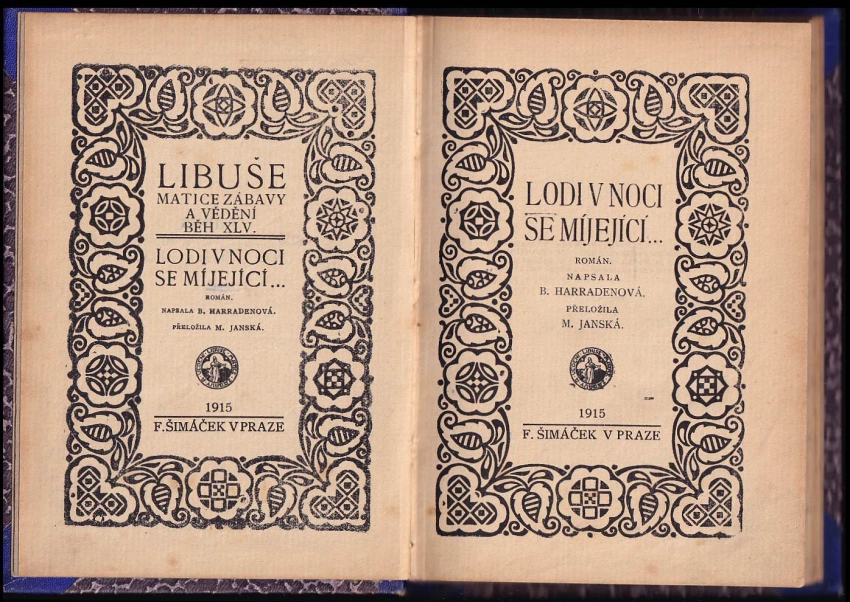 LIBUŠE
MATICE ZÁBAVY
A VĚDĚNÍ
BĚH XLV.
LODI V NOCI
SE MÍJEJÍCÍ...
ROMÁN.
NAPSALA B. HARRADENOVÁ.
PŘELOŽILA M. JANSKÁ.
1915
F. ŠIMÁČEK V PRAZE
LODI V NOCI
SE MÍJEJÍCÍ...
ROMÁN.
NAPSALA
B. HARRADENOVÁ.
PŘELOŽILA
M. JANSKÁ.
1915
F. ŠIMÁČEK V PRAZE